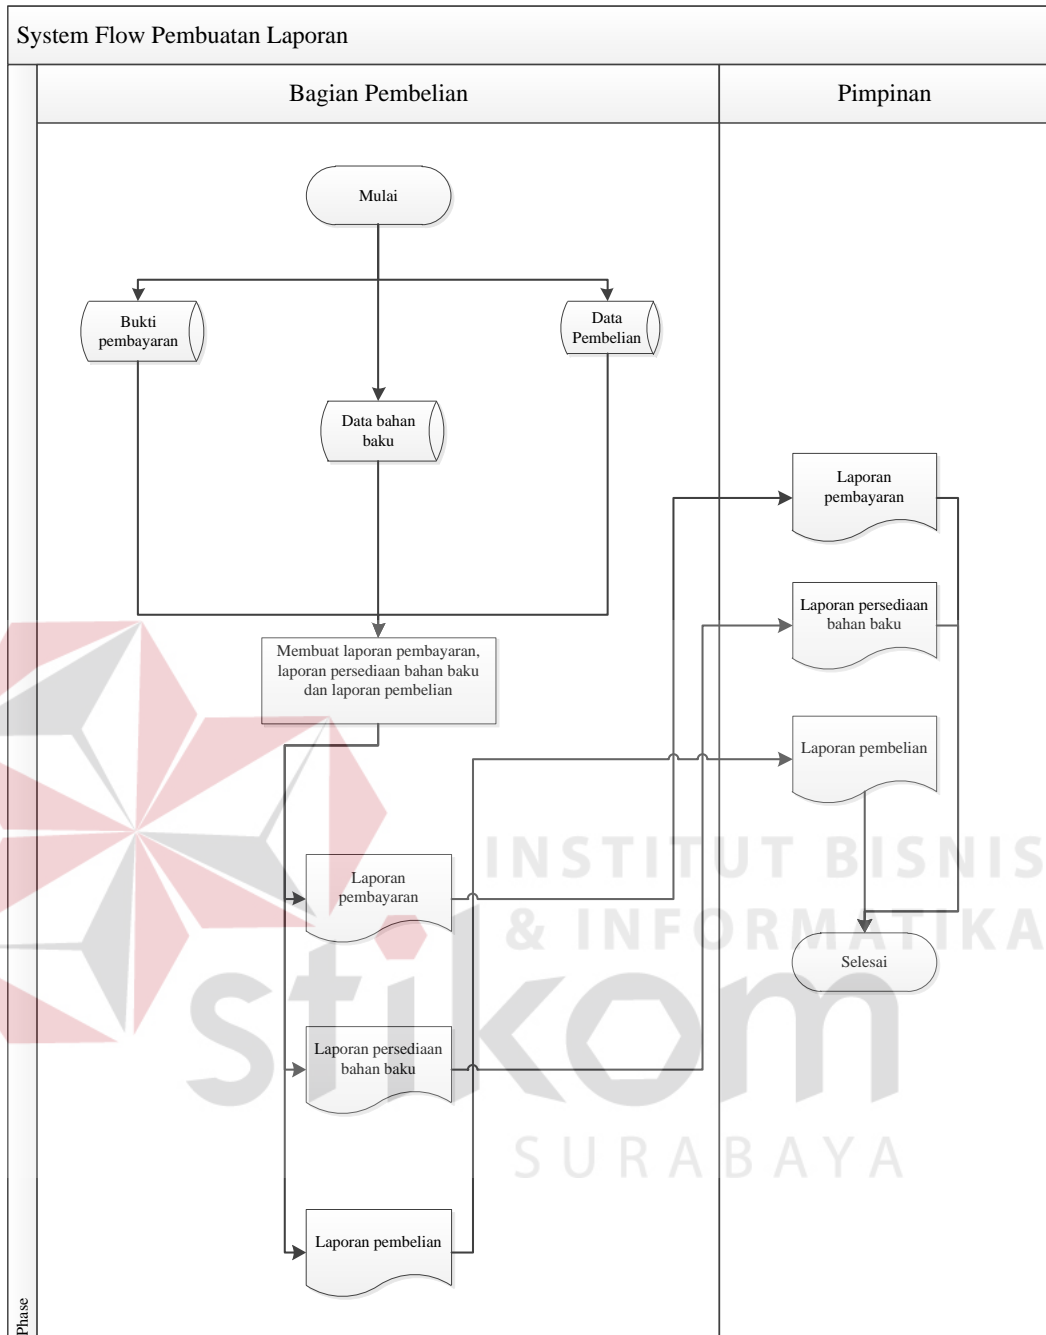 System Flow Pembuatan Laporan
Bagian Pembelian
Pimpinan
Mulai
Bukti
pembayaran
Data
Pembelian
Data bahan
baku
Membuat laporan pembayaran,
laporan persediaan bahan baku
dan laporan pembelian
Laporan
pembayaran
Laporan persediaan
bahan baku
Laporan pembelian
Laporan
pembayaran
Laporan persediaan
bahan baku
Laporan pembelian
Selesai
Phase
INSTITUT BISNIS
& INFORMATIKA
stikom
SURABAYA